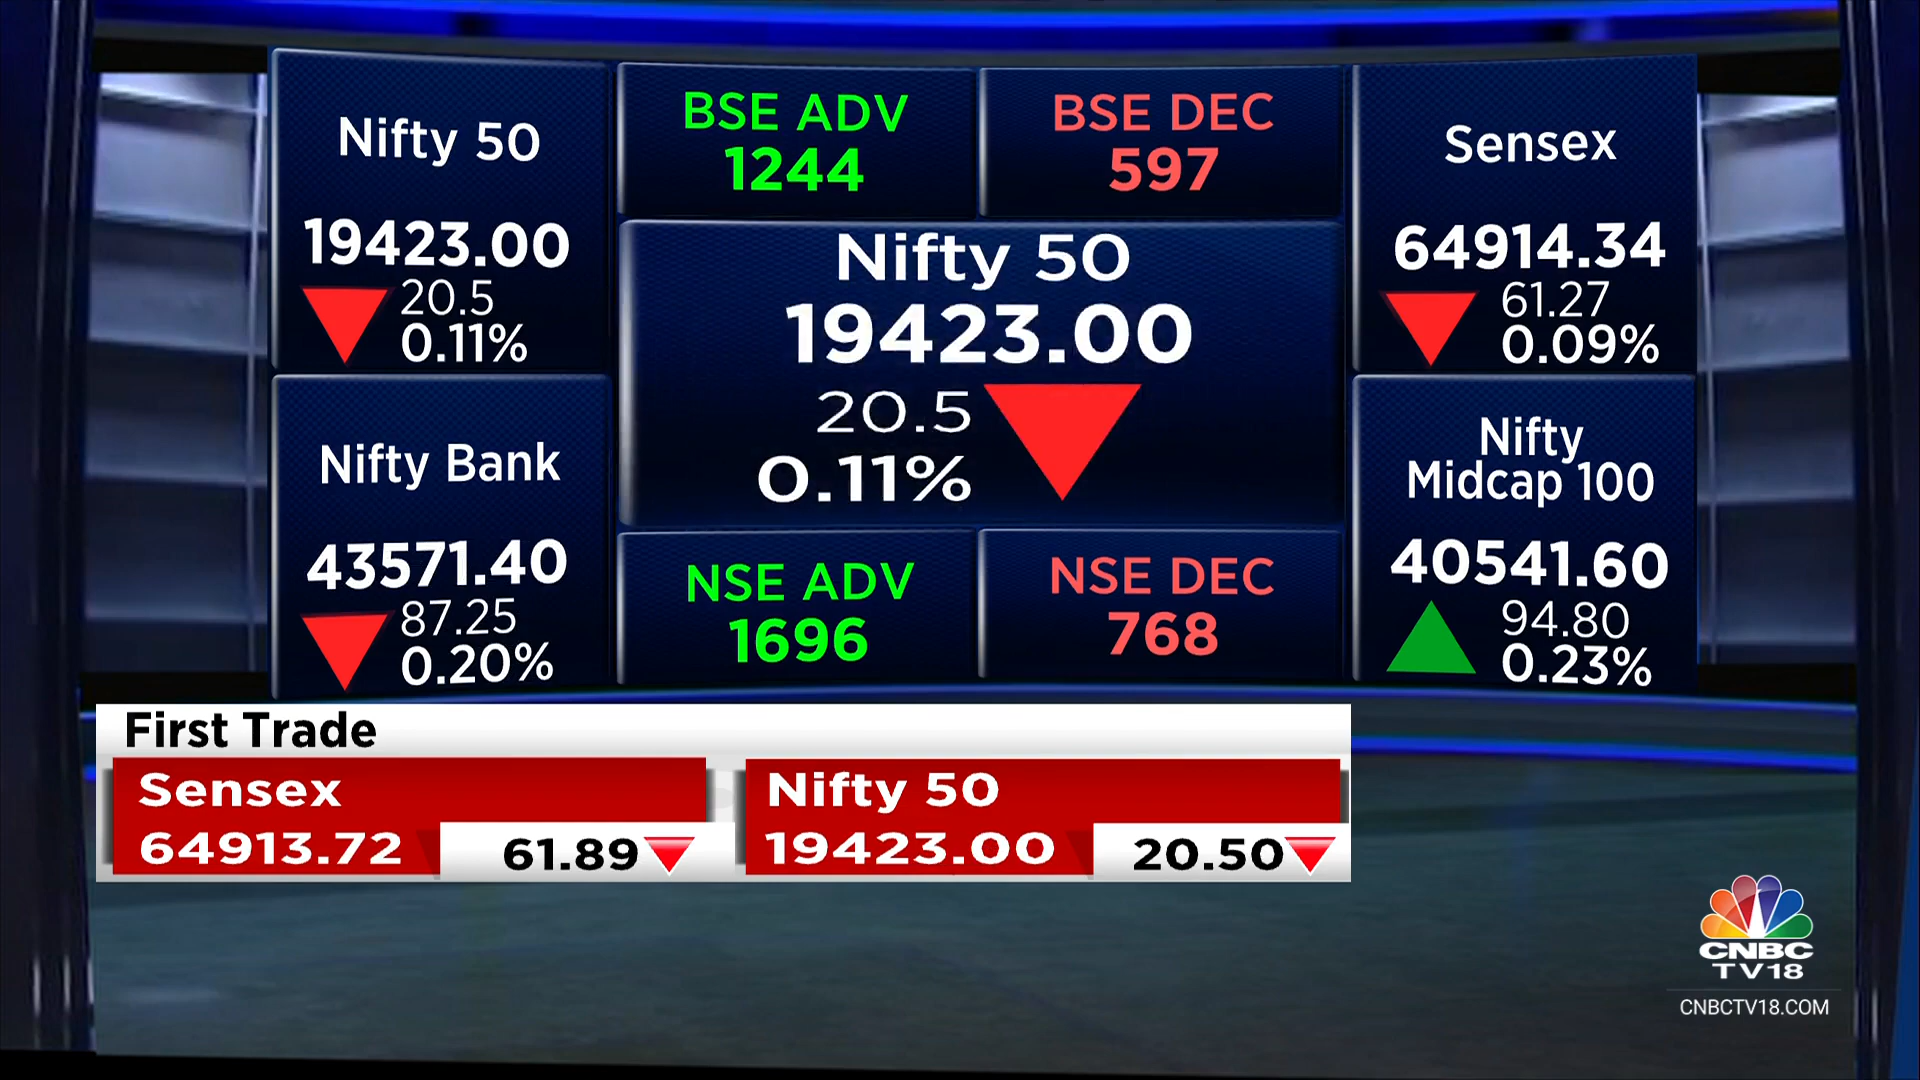 Nifty 50
19423.00
20.5
0.11%
BSE ADV
1244
BSE DEC
597
Sensex
64914.34
61.27
0.09%
Nifty 50
19423.00
20.5
0.11%
Nifty Bank
43571.40
87.25
0.20%
NSE ADV
1696
NSE DEC
768
Nifty
Midcap 100
40541.60
94.80
0.23%
First Trade
Sensex
64913.72
61.89
Nifty 50
19423.00
20.50
CNBC
TV18
CNBCTV18.COM